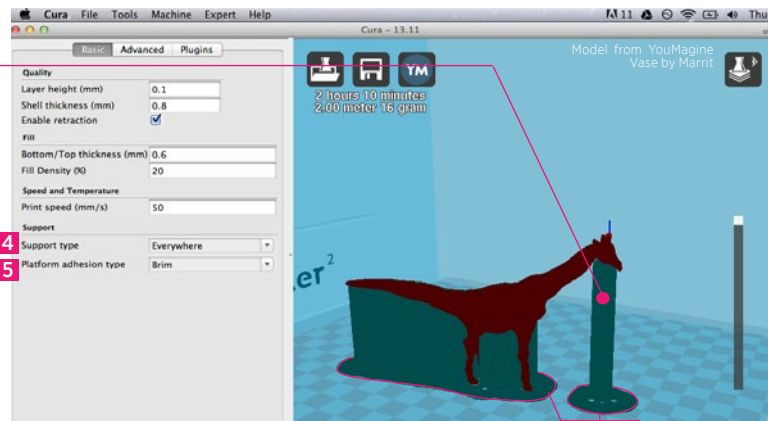 Cura File Tools Machine Expert Help 11 Thu
Cura - 13.11
Basic Advanced Plugins
Quality
Layer height (mm) 0.1
Shell thickness (mm) 0.8
Enable retraction
Fill
Bottom/Top thickness (mm) 0.6
Fill Density (%) 20
Speed and Temperature
Print speed (mm/s) 50
Support
4 Support type Everywhere
5 Platform adhesion type Brim
YM
2 hours 10 minutes
2.00 meter 16 gram
Model from YouMagine
Vase by Marrit
er²